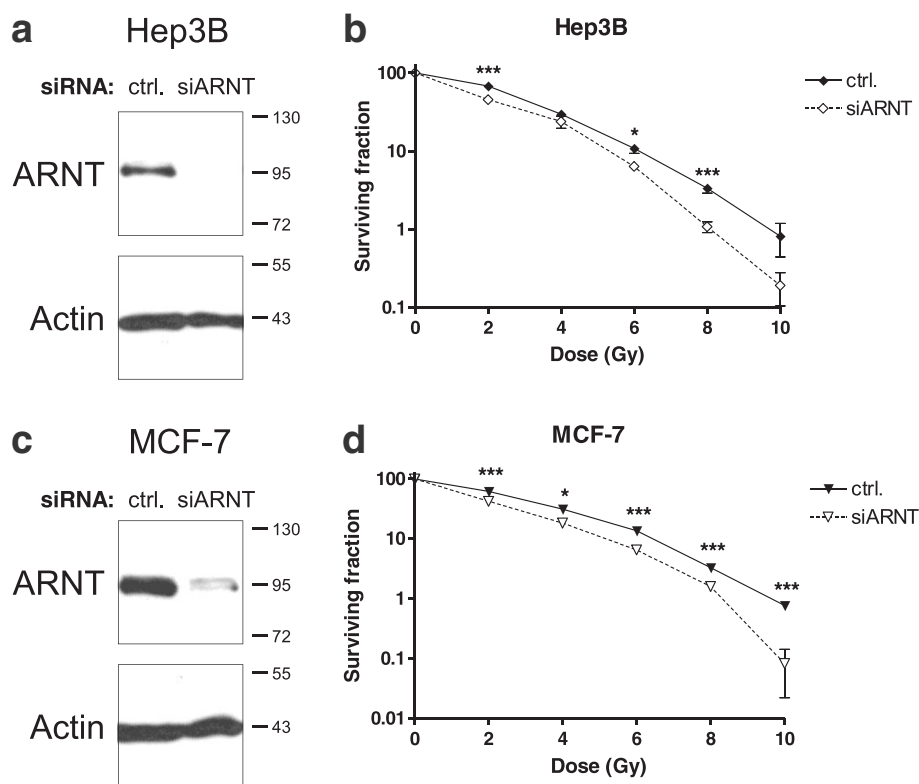 a
Hep3B
siRNA: ctrl. siARNT
ARNT
130
95
72
Actin
55
43
b
Hep3B
Surviving fraction
100
10
1
0.1
***
*
***
0 2 4 6 8 10
Dose (Gy)
ctrl.
siARNT
c
MCF-7
siRNA: ctrl. siARNT
ARNT
130
95
72
Actin
55
43
d
MCF-7
Surviving fraction
100
10
1
0.1
0.01
***
*
***
***
***
0 2 4 6 8 10
Dose (Gy)
ctrl.
siARNT